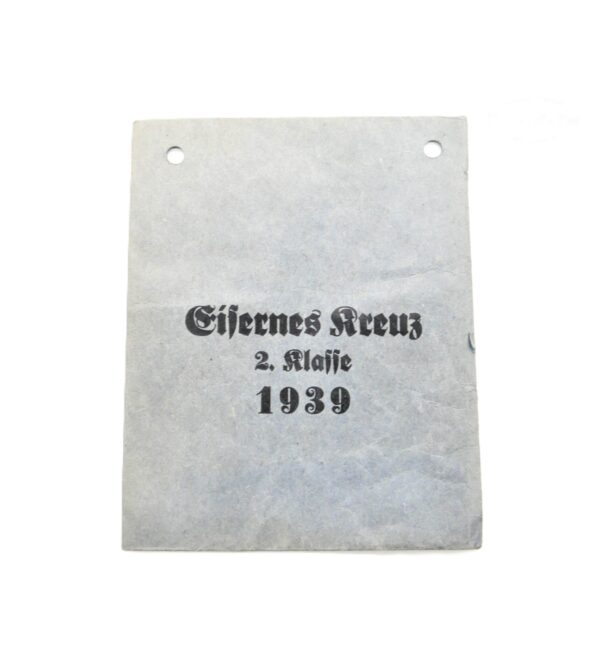 Eisernes Kreuz
2. Klasse
1939